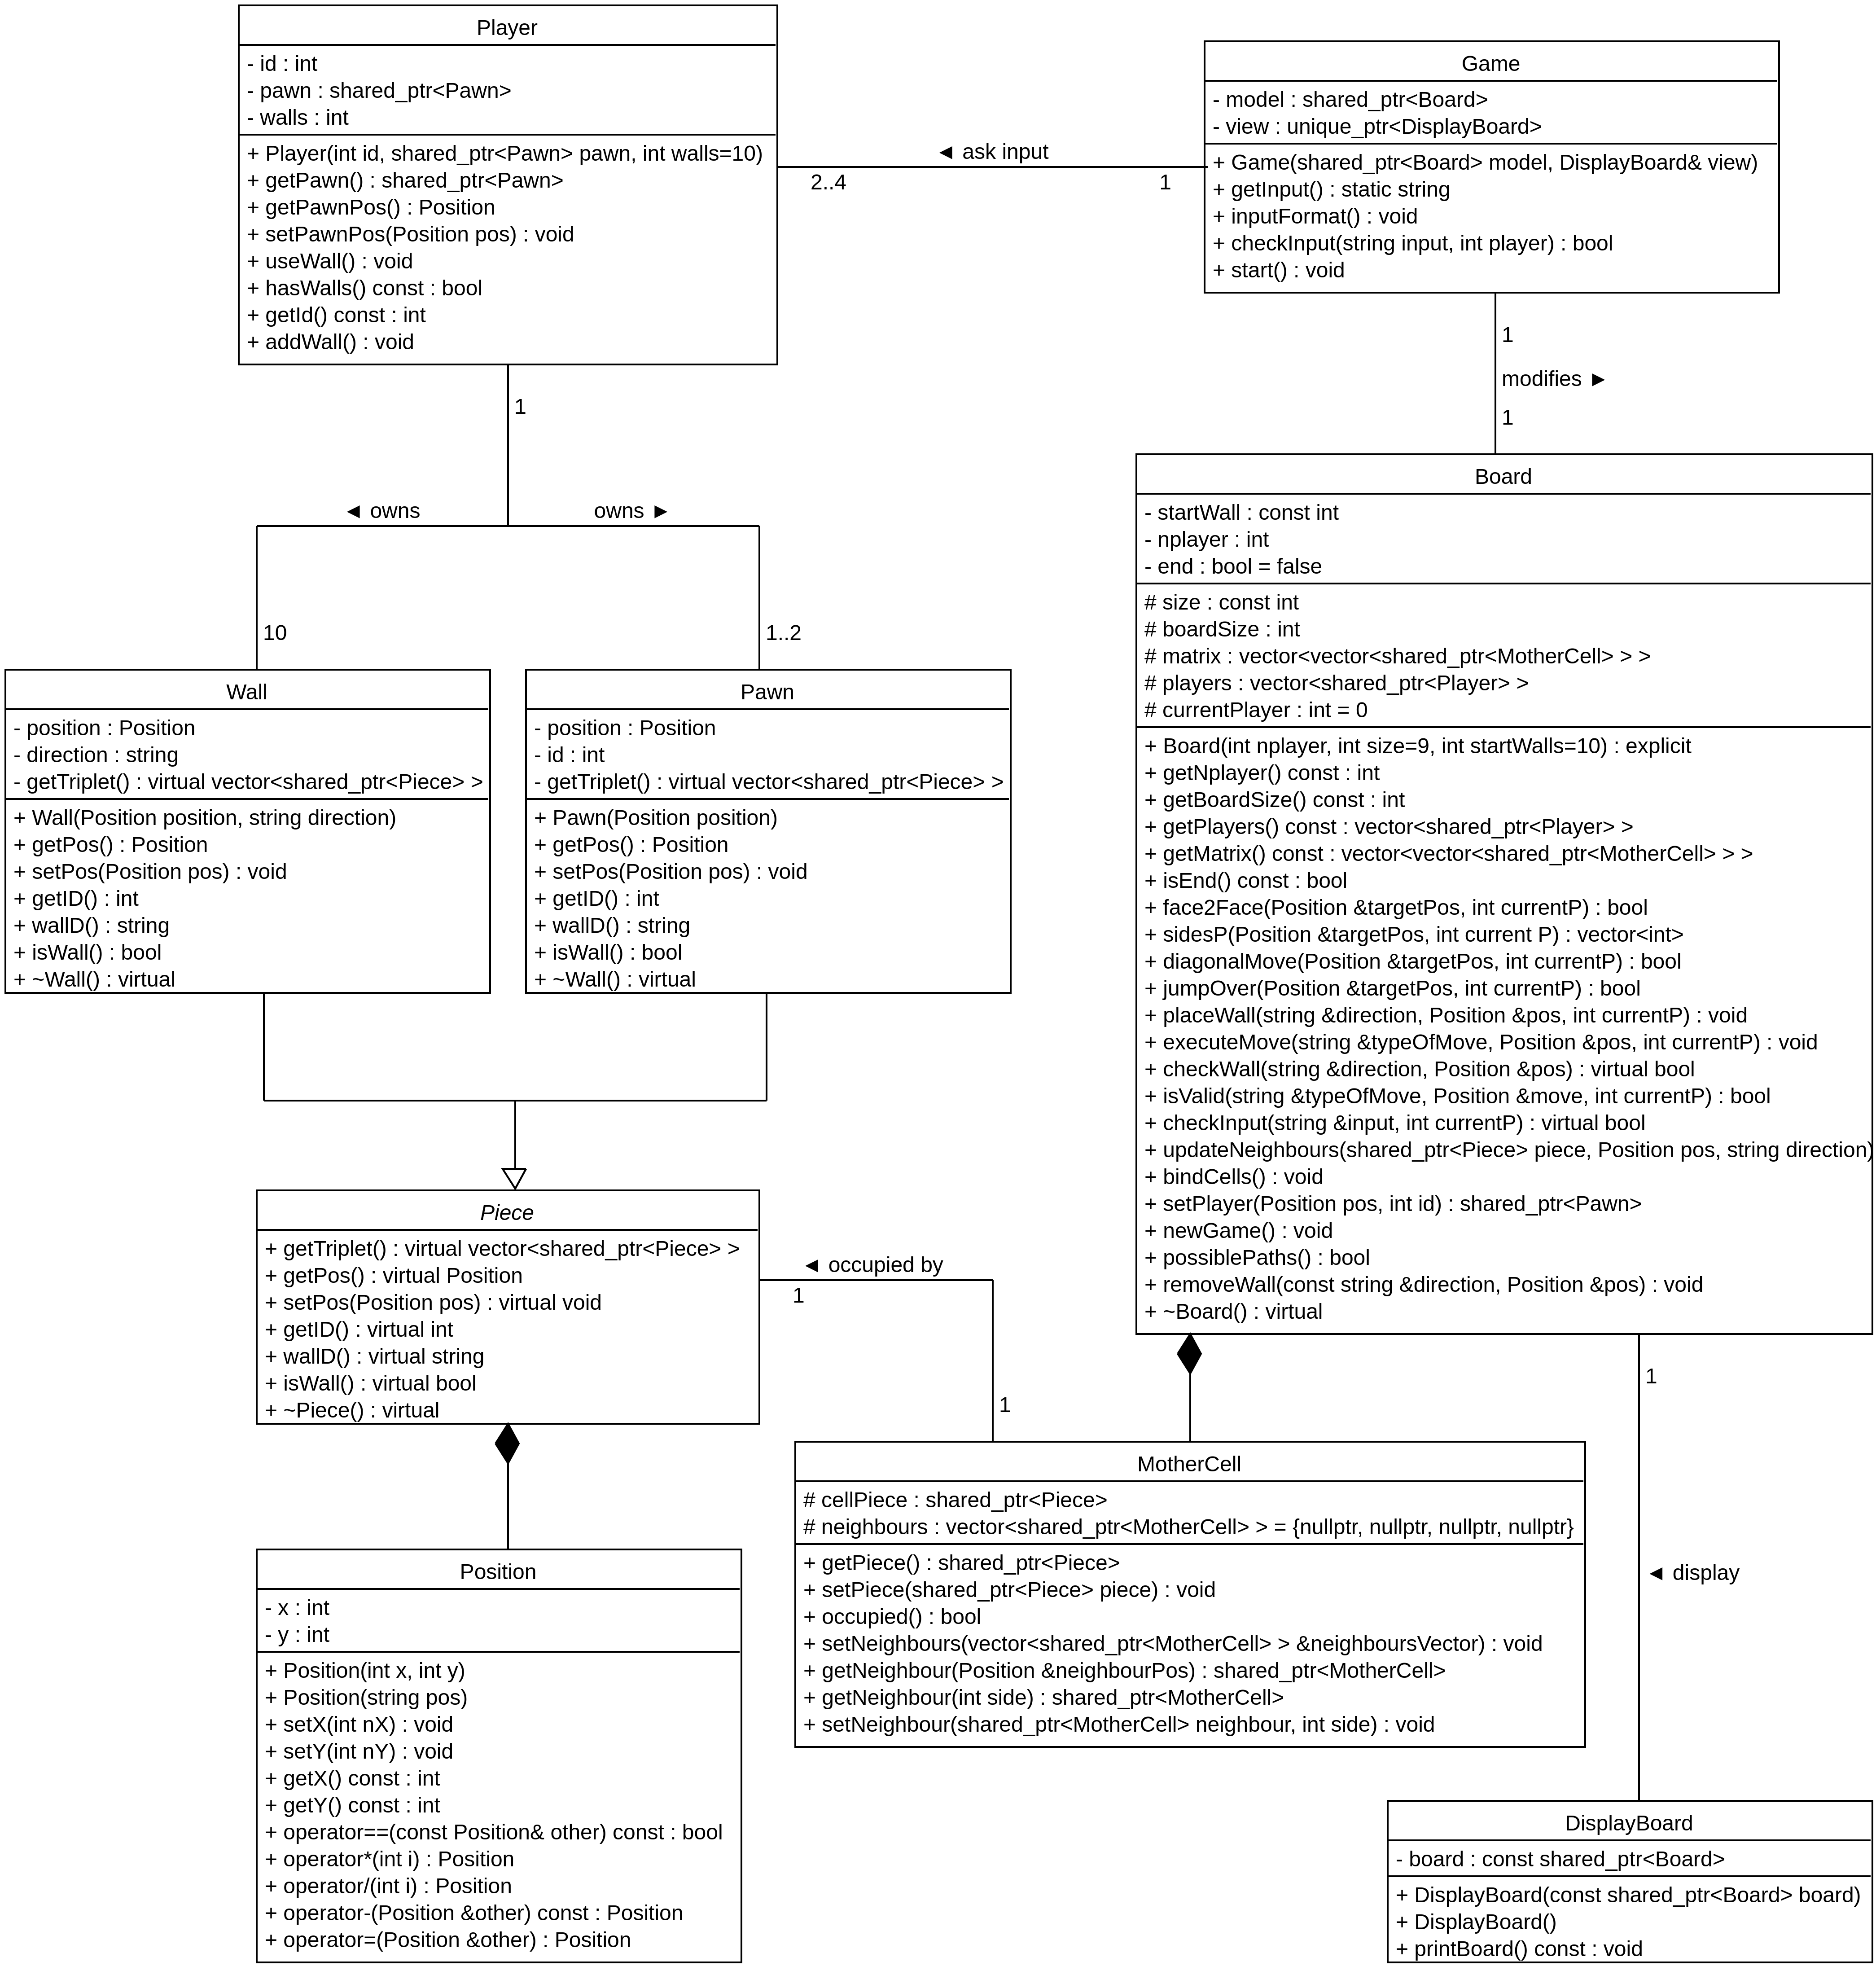 Player
- id : int
- pawn : shared_ptr<Pawn>
- walls : int
+ Player(int id, shared_ptr<Pawn> pawn, int walls=10)
+ getPawn() : shared_ptr<Pawn>
+ getPawnPos() : Position
+ setPawnPos(Position pos) : void
+ useWall() : void
+ hasWalls() const : bool
+ getId() const : int
+ addWall() : void
◄ ask input
2..4
1
Game
- model : shared_ptr<Board>
- view : unique_ptr<DisplayBoard>
+ Game(shared_ptr<Board> model, DisplayBoard& view)
+ getInput() : static string
+ inputFormat() : void
+ checkInput(string input, int player) : bool
+ start() : void
1
modifies ►
1
1
◄ owns
owns ►
10
1..2
Wall
- position : Position
- direction : string
- getTriplet() : virtual vector<shared_ptr<Piece> >
+ Wall(Position position, string direction)
+ getPos() : Position
+ setPos(Position pos) : void
+ getID() : int
+ wallD() : string
+ isWall() : bool
+ ~Wall() : virtual
Pawn
- position : Position
- id : int
- getTriplet() : virtual vector<shared_ptr<Piece> >
+ Pawn(Position position)
+ getPos() : Position
+ setPos(Position pos) : void
+ getID() : int
+ wallD() : string
+ isWall() : bool
+ ~Wall() : virtual
Board
- startWall : const int
- nplayer : int
- end : bool = false
# size : const int
# boardSize : int
# matrix : vector<vector<shared_ptr<MotherCell> > >
# players : vector<shared_ptr<Player> >
# currentPlayer : int = 0
+ Board(int nplayer, int size=9, int startWalls=10) : explicit
+ getNplayer() const : int
+ getBoardSize() const : int
+ getPlayers() const : vector<shared_ptr<Player> >
+ getMatrix() const : vector<vector<shared_ptr<MotherCell> > >
+ isEnd() const : bool
+ face2Face(Position &targetPos, int currentP) : bool
+ sidesP(Position &targetPos, int current P) : vector<int>
+ diagonalMove(Position &targetPos, int currentP) : bool
+ jumpOver(Position &targetPos, int currentP) : bool
+ placeWall(string &direction, Position &pos, int currentP) : void
+ executeMove(string &typeOfMove, Position &pos, int currentP) : void
+ checkWall(string &direction, Position &pos) : virtual bool
+ isValid(string &typeOfMove, Position &move, int currentP) : bool
+ checkInput(string &input, int currentP) : virtual bool
+ updateNeighbours(shared_ptr<Piece> piece, Position pos, string direction)
+ bindCells() : void
+ setPlayer(Position pos, int id) : shared_ptr<Pawn>
+ newGame() : void
+ possiblePaths() : bool
+ removeWall(const string &direction, Position &pos) : void
+ ~Board() : virtual
Piece
+ getTriplet() : virtual vector<shared_ptr<Piece> >
+ getPos() : virtual Position
+ setPos(Position pos) : virtual void
+ getID() : virtual int
+ wallD() : virtual string
+ isWall() : virtual bool
+ ~Piece() : virtual
◄ occupied by
1
1
MotherCell
# cellPiece : shared_ptr<Piece>
# neighbours : vector<shared_ptr<MotherCell> > = {nullptr, nullptr, nullptr, nullptr}
+ getPiece() : shared_ptr<Piece>
+ setPiece(shared_ptr<Piece> piece) : void
+ occupied() : bool
+ setNeighbours(vector<shared_ptr<MotherCell> > &neighboursVector) : void
+ getNeighbour(Position &neighbourPos) : shared_ptr<MotherCell>
+ getNeighbour(int side) : shared_ptr<MotherCell>
+ setNeighbour(shared_ptr<MotherCell> neighbour, int side) : void
Position
- x : int
- y : int
+ Position(int x, int y)
+ Position(string pos)
+ setX(int nX) : void
+ setY(int nY) : void
+ getX() const : int
+ getY() const : int
+ operator==(const Position& other) const : bool
+ operator*(int i) : Position
+ operator/(int i) : Position
+ operator-(Position &other) const : Position
+ operator=(Position &other) : Position
1
◄ display
DisplayBoard
- board : const shared_ptr<Board>
+ DisplayBoard(const shared_ptr<Board> board)
+ DisplayBoard()
+ printBoard() const : void